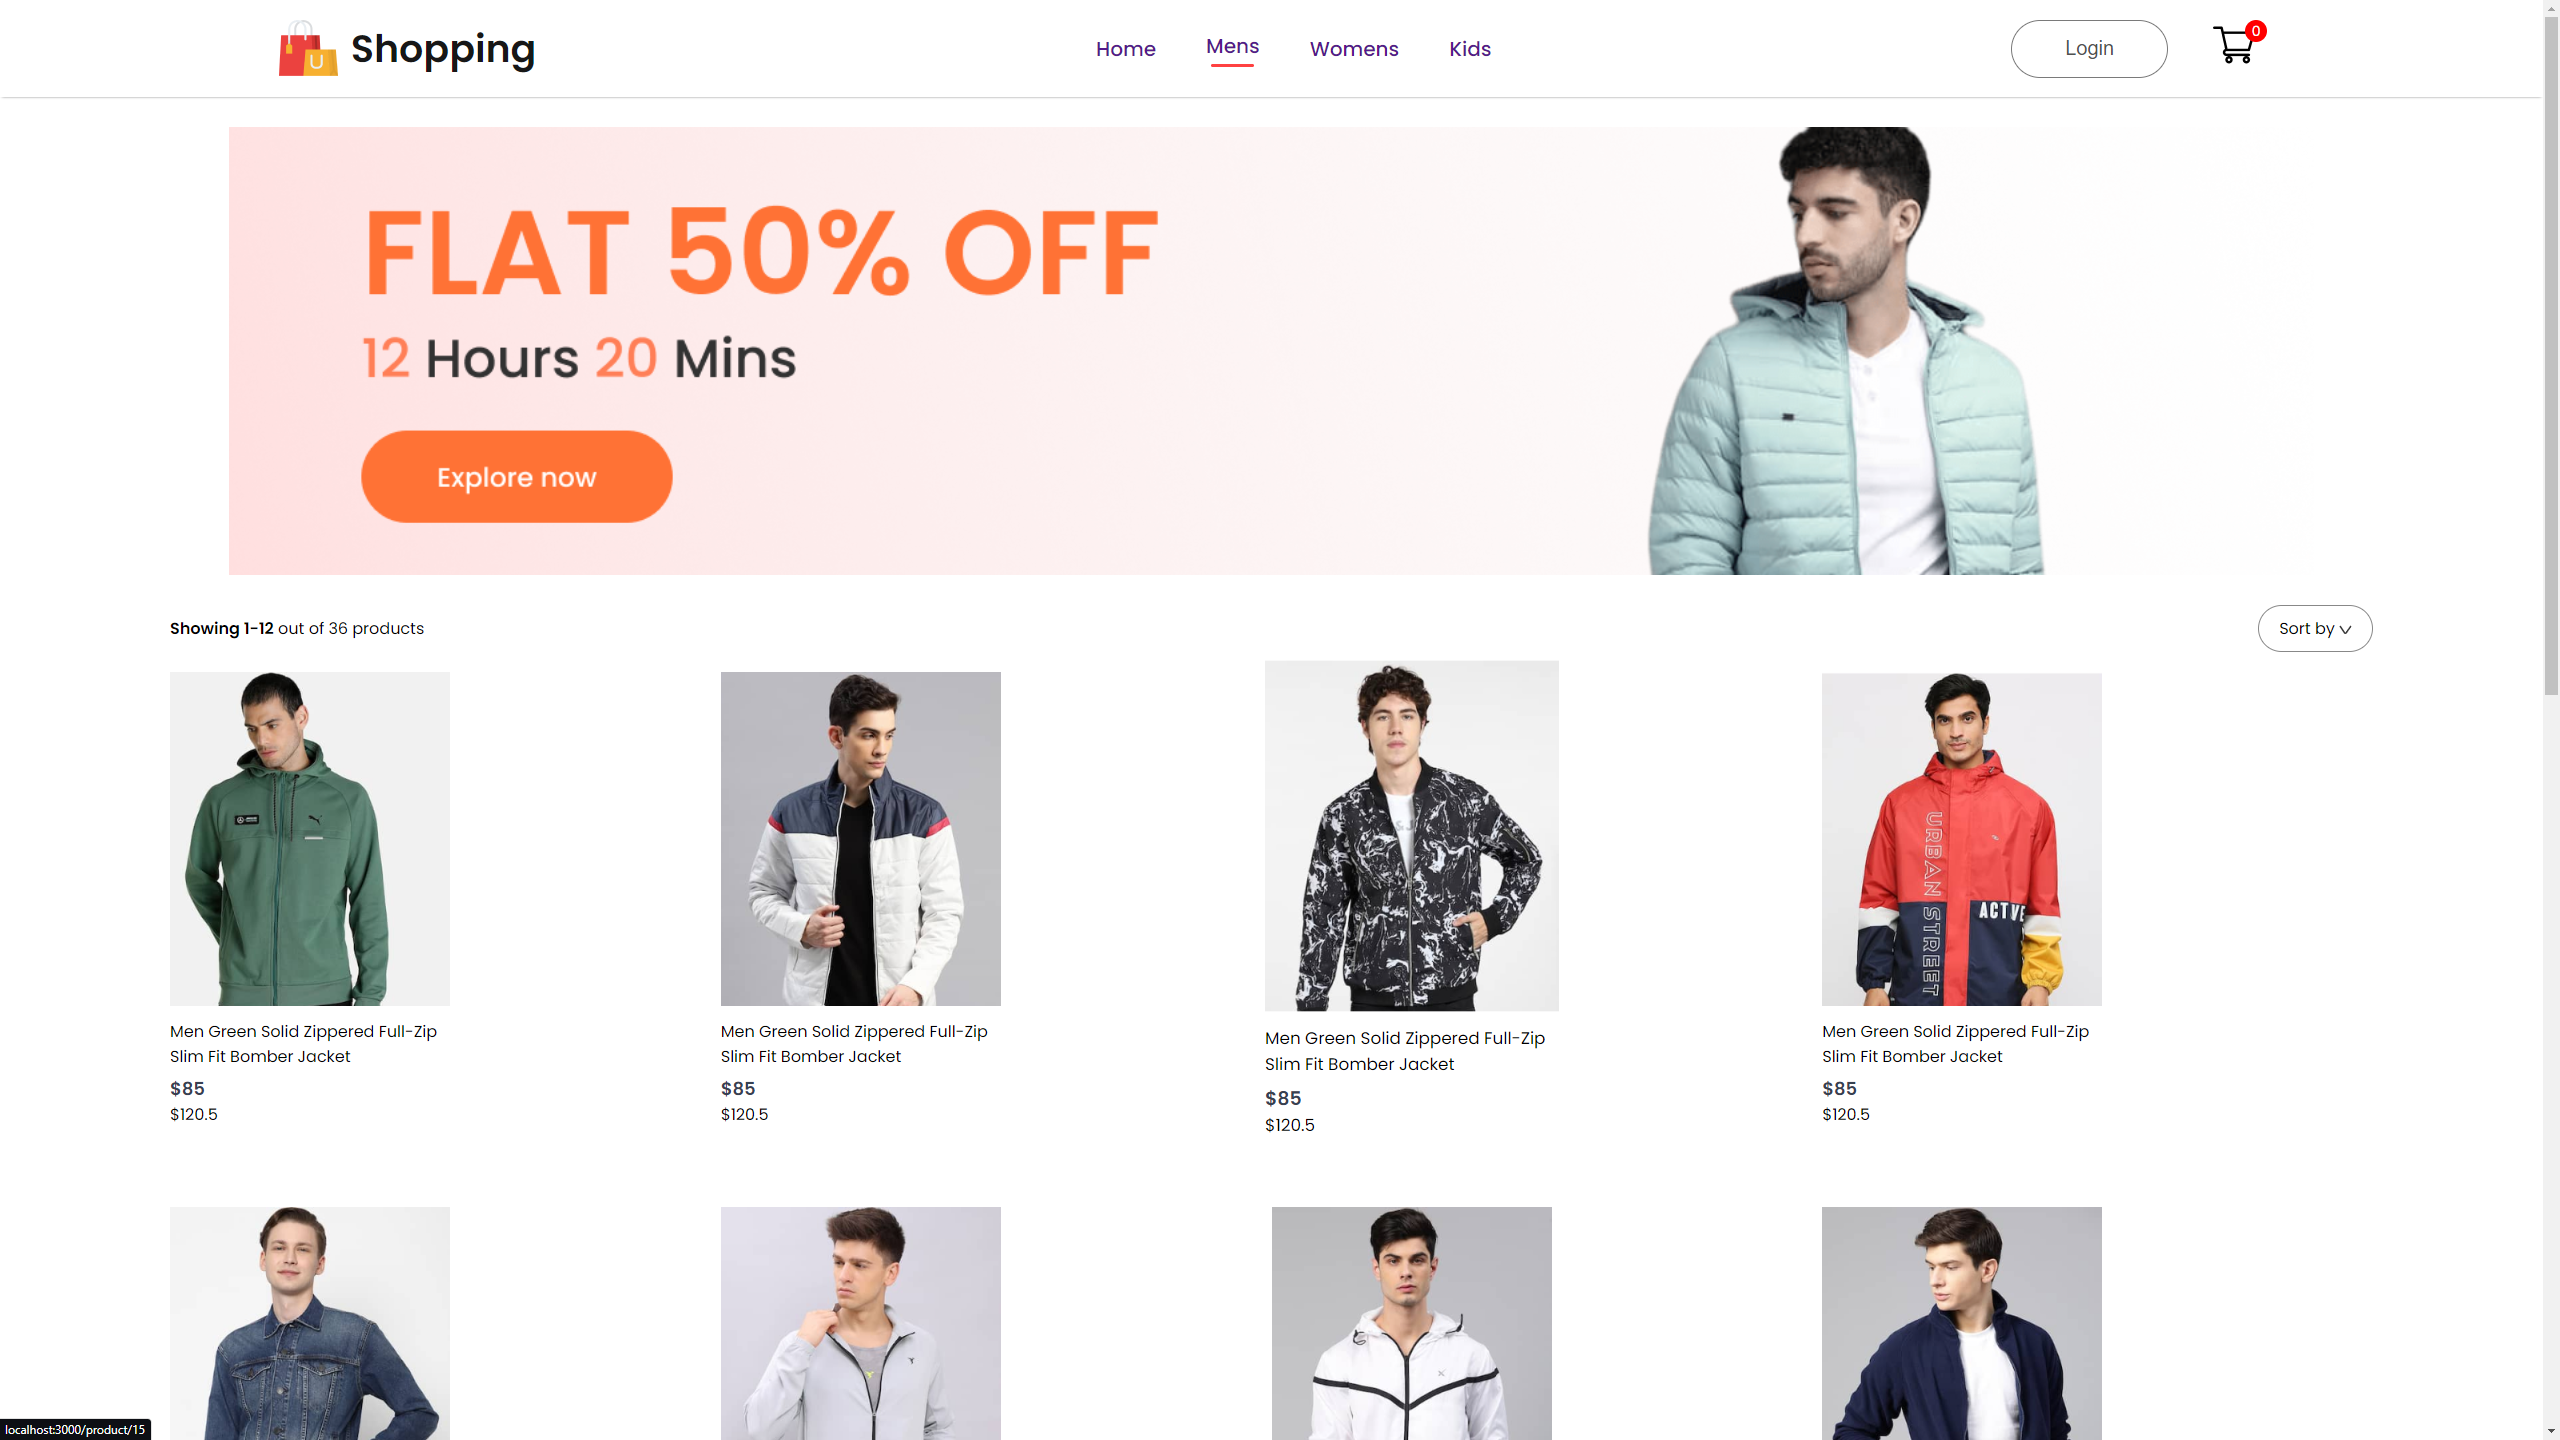 Shopping
Home
Mens
Womens
Kids
Login
0
U
FLAT 50% OFF
12 Hours 20 Mins
Explore now
Showing 1-12 out of 36 products
Sort by
URBAN STREET
ACTIVE
Men Green Solid Zippered Full-Zip
Slim Fit Bomber Jacket
$85
$120.5
Men Green Solid Zippered Full-Zip
Slim Fit Bomber Jacket
$85
$120.5
Men Green Solid Zippered Full-Zip
Slim Fit Bomber Jacket
$85
$120.5
Men Green Solid Zippered Full-Zip
Slim Fit Bomber Jacket
$85
$120.5
localhost:3000/product/15